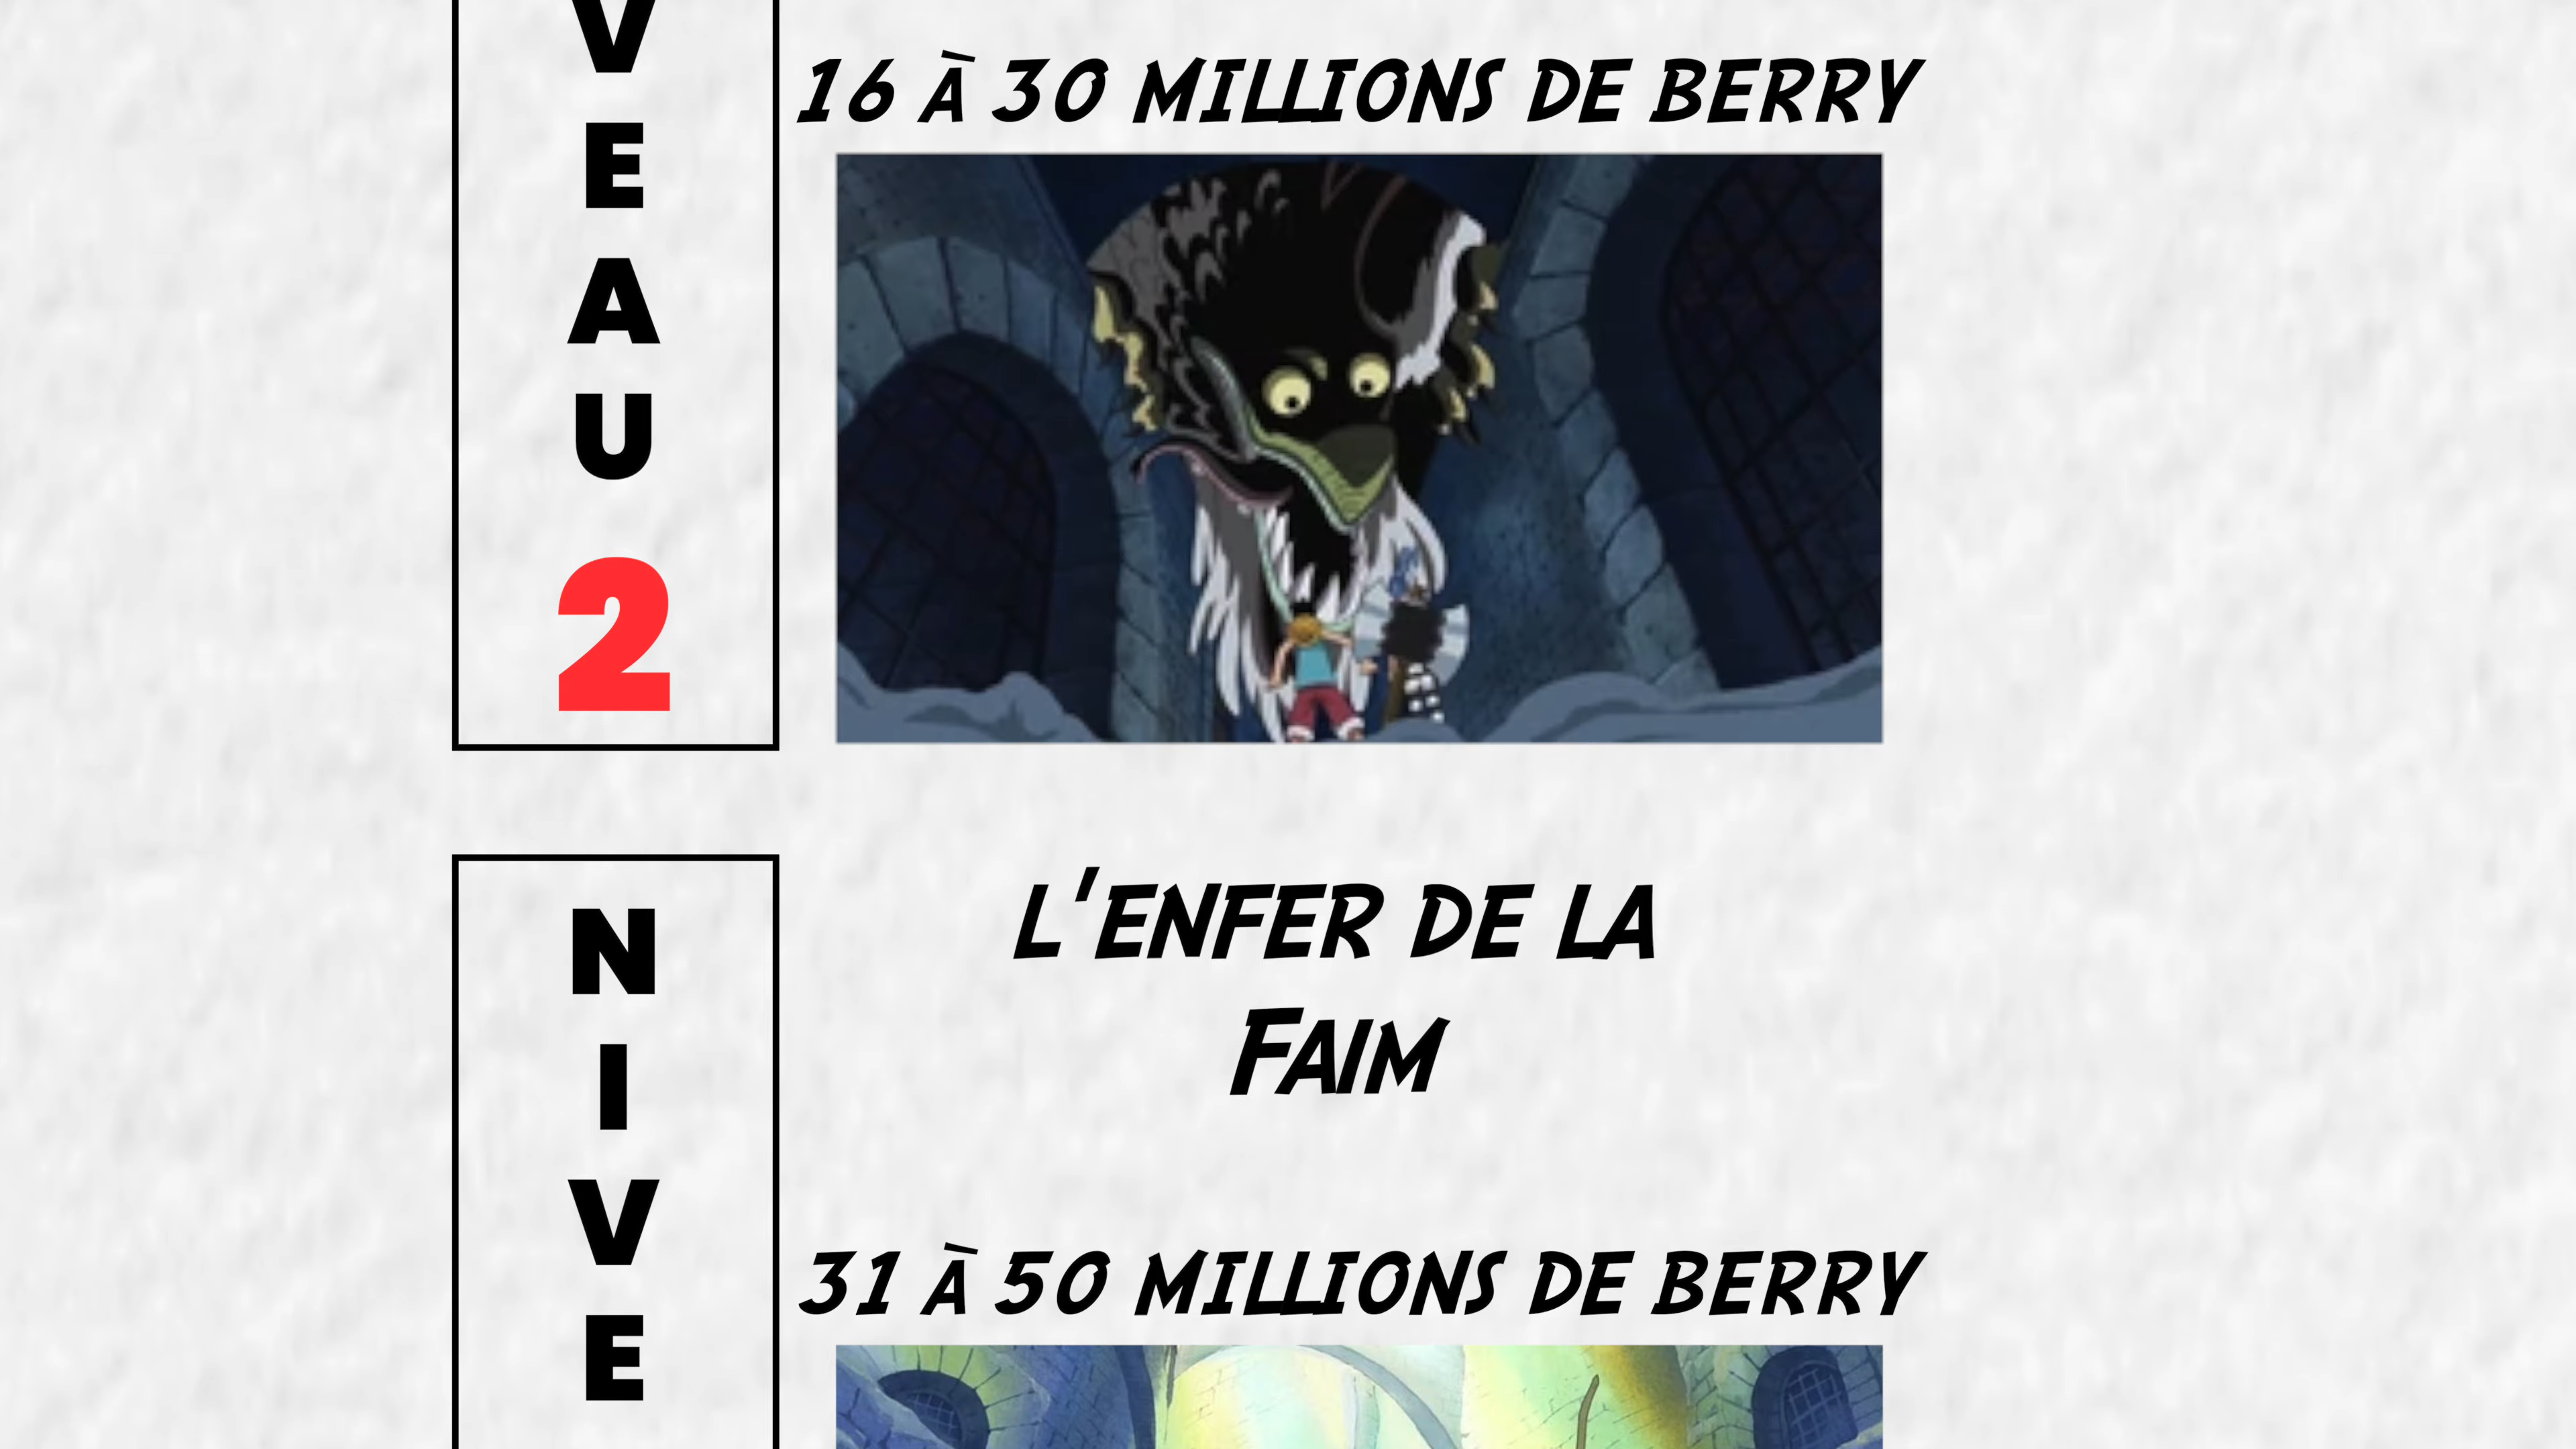 V
E
A
U
2
16 À 30 MILLIONS DE BERRY
N
I
V
E
L'ENFER DE LA
FAIM
31 À 50 MILLIONS DE BERRY